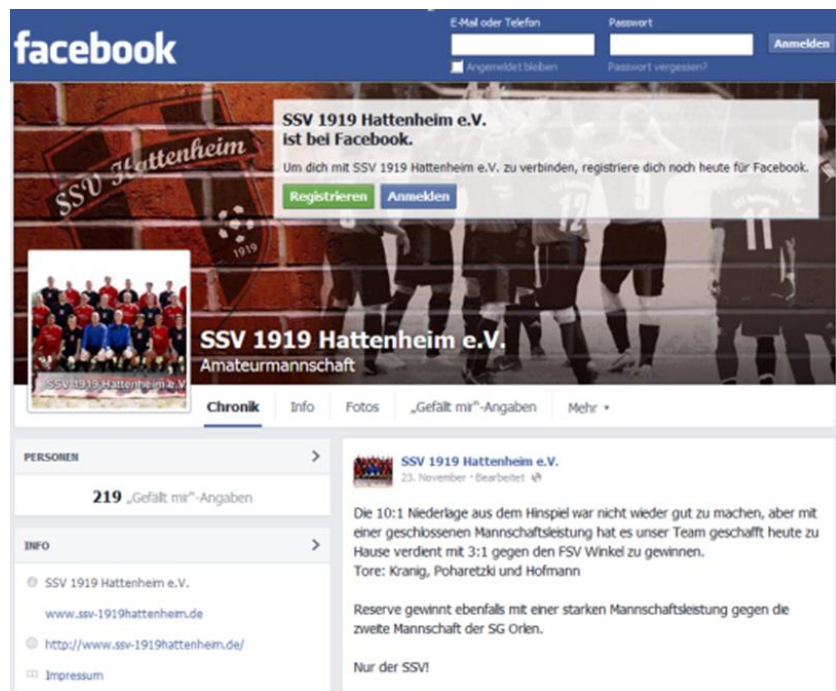 E-Mail oder Telefon
Passwort
facebook
Anmelden
Angemeldet bleiben
Passwort vergessen?
SSV Hattenheim
1919
SSV 1919 Hattenheim e.V.
ist bei Facebook.
Um dich mit SSV 1919 Hattenheim e.V. zu verbinden, registriere dich noch heute für Facebook.
Registrieren
Anmelden
12
11
SSV 1919 Hattenheim e.V.
SSV 1919 Hattenheim e.V.
Amateurmannschaft
Chronik
Info
Fotos
„Gefällt mir“-Angaben
Mehr
PERSONEN
219 „Gefällt mir“-Angaben
INFO
SSV 1919 Hattenheim e.V.
www.ssv-1919hattenheim.de
http://www.ssv-1919hattenheim.de/
Impressum
SSV 1919 Hattenheim e.V.
23. November · Bearbeitet
Die 10:1 Niederlage aus dem Hinspiel war nicht wieder gut zu machen, aber mit
einer geschlossenen Mannschaftsleistung hat es unser Team geschafft heute zu
Hause verdient mit 3:1 gegen den FSV Winkel zu gewinnen.
Tore: Kranig, Poharetzki und Hofmann
Reserve gewinnt ebenfalls mit einer starken Mannschaftsleistung gegen die
zweite Mannschaft der SG Orlen.
Nur der SSV!